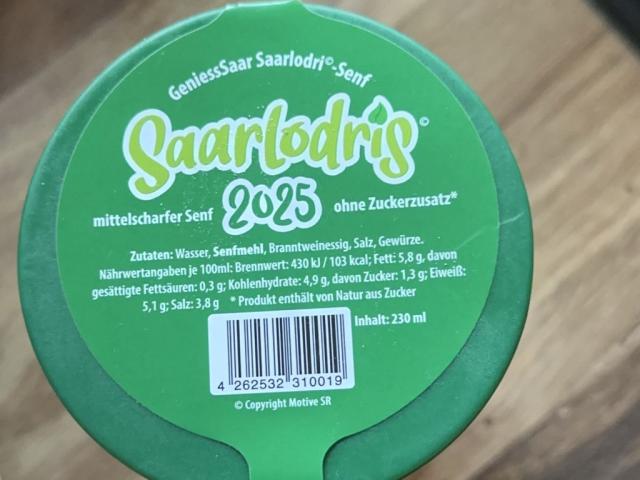 GeniessSaar Saarlodri©-Senf
Saarlodris©
2025
mittelscharfer Senf
ohne Zuckerzusatz*
Zutaten: Wasser, Senfmehl, Branntweinessig, Salz, Gewürze.
Nährwertangaben je 100ml: Brennwert: 430 kJ / 103 kcal; Fett: 5,8 g, davon
gesättigte Fettsäuren: 0,3 g; Kohlenhydrate: 4,9 g, davon Zucker: 1,3 g; Eiweiß:
5,1 g; Salz: 3,8 g * Produkt enthält von Natur aus Zucker
Inhalt: 230 ml
4 262532 310019
© Copyright Motive SR